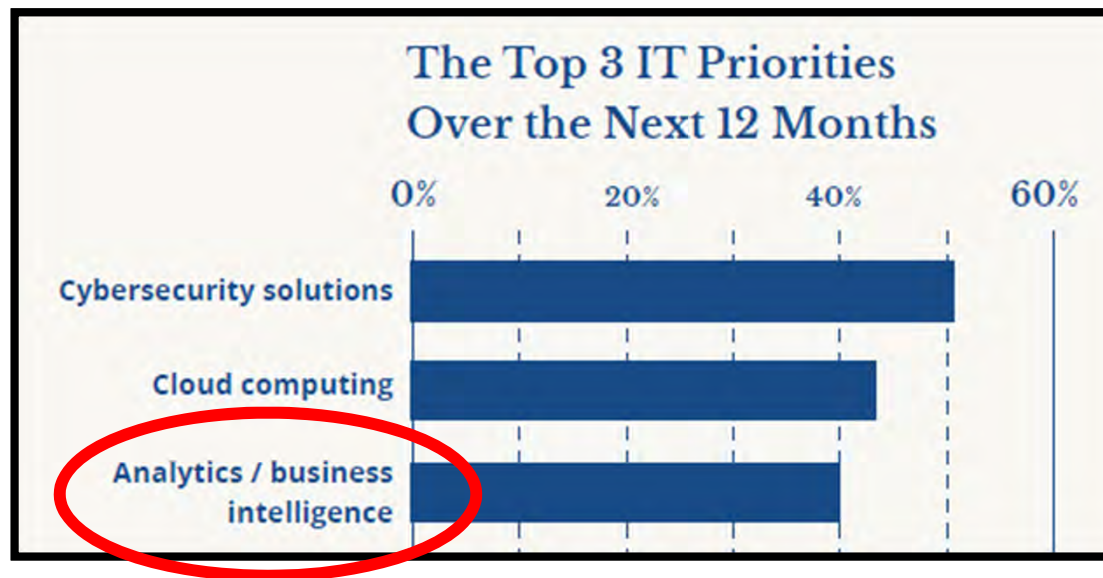 The Top 3 IT Priorities
Over the Next 12 Months
0% 20% 40% 60%
Cybersecurity solutions
Cloud computing
Analytics / business
intelligence